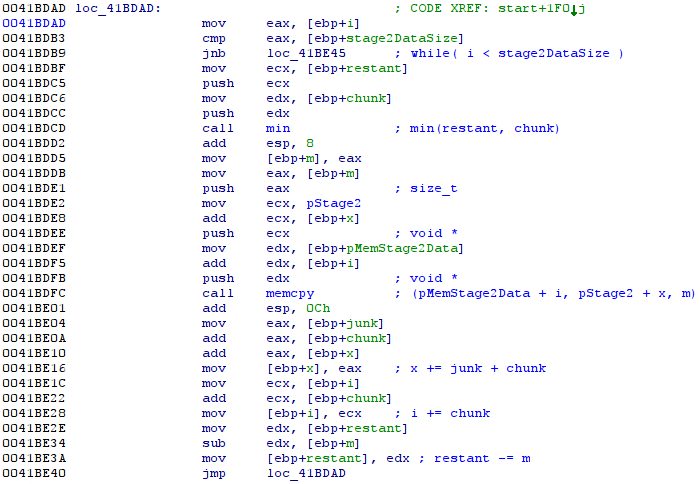 0041BDAD loc_41BDAD: ; CODE XREF: start+1F0↓j
0041BDAD mov eax, [ebp+i]
0041BDB3 cmp eax, [ebp+stage2DataSize]
0041BDB9 jnb loc_41BE45 ; while( i < stage2DataSize )
0041BDBF mov ecx, [ebp+restant]
0041BDC5 push ecx
0041BDC6 mov edx, [ebp+chunk]
0041BDCC push edx
0041BDCD call min ; min(restant, chunk)
0041BDD2 add esp, 8
0041BDD5 mov [ebp+m], eax
0041BDDB mov eax, [ebp+m]
0041BDE1 push eax ; size_t
0041BDE2 mov ecx, pStage2
0041BDE8 add ecx, [ebp+x]
0041BDEE push ecx ; void *
0041BDEF mov edx, [ebp+pMemStage2Data]
0041BDF5 add edx, [ebp+i]
0041BDFB push edx ; void *
0041BDFC call memcpy ; (pMemStage2Data + i, pStage2 + x, m)
0041BE01 add esp, 0Ch
0041BE04 mov eax, [ebp+junk]
0041BE0A add eax, [ebp+chunk]
0041BE10 add eax, [ebp+x]
0041BE16 mov [ebp+x], eax ; x += junk + chunk
0041BE1C mov ecx, [ebp+i]
0041BE22 add ecx, [ebp+chunk]
0041BE28 mov [ebp+i], ecx ; i += chunk
0041BE2E mov edx, [ebp+restant]
0041BE34 sub edx, [ebp+m]
0041BE3A mov [ebp+restant], edx ; restant -= m
0041BE40 jmp loc_41BDAD